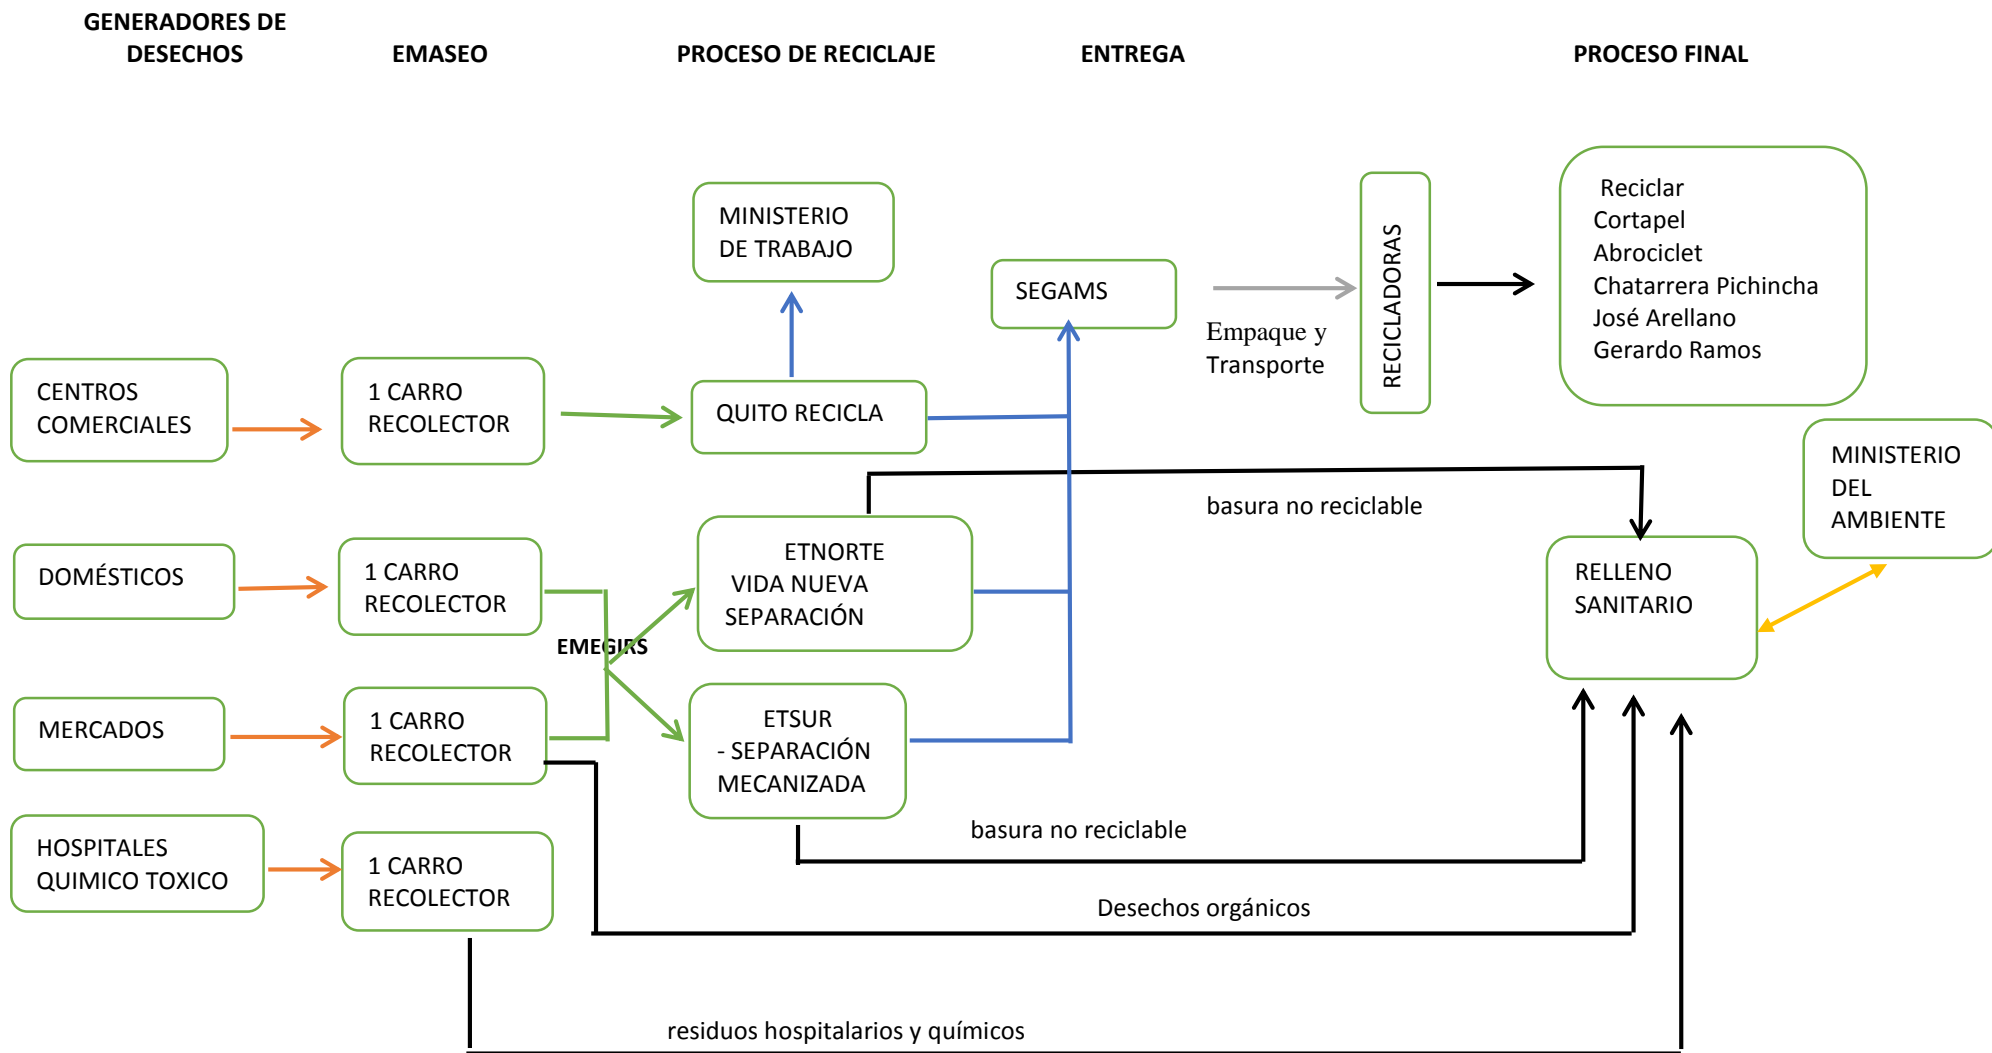 GENERADORES DE
DESECHOS
EMASEO
PROCESO DE RECICLAJE
ENTREGA
PROCESO FINAL
MINISTERIO
DE TRABAJO
SEGAMS
Empaque y
Transporte
RECICLADORAS
Reciclar
Cortapel
Abrociclet
Chatarrera Pichincha
José Arellano
Gerardo Ramos
CENTROS
COMERCIALES
1 CARRO
RECOLECTOR
QUITO RECICLA
MINISTERIO
DEL
AMBIENTE
basura no reciclable
DOMÉSTICOS
1 CARRO
RECOLECTOR
EMEGIRS
ETNORTE
VIDA NUEVA
SEPARACIÓN
RELLENO
SANITARIO
MERCADOS
1 CARRO
RECOLECTOR
ETSUR
- SEPARACIÓN
MECANIZADA
basura no reciclable
HOSPITALES
QUIMICO TOXICO
1 CARRO
RECOLECTOR
Desechos orgánicos
residuos hospitalarios y químicos